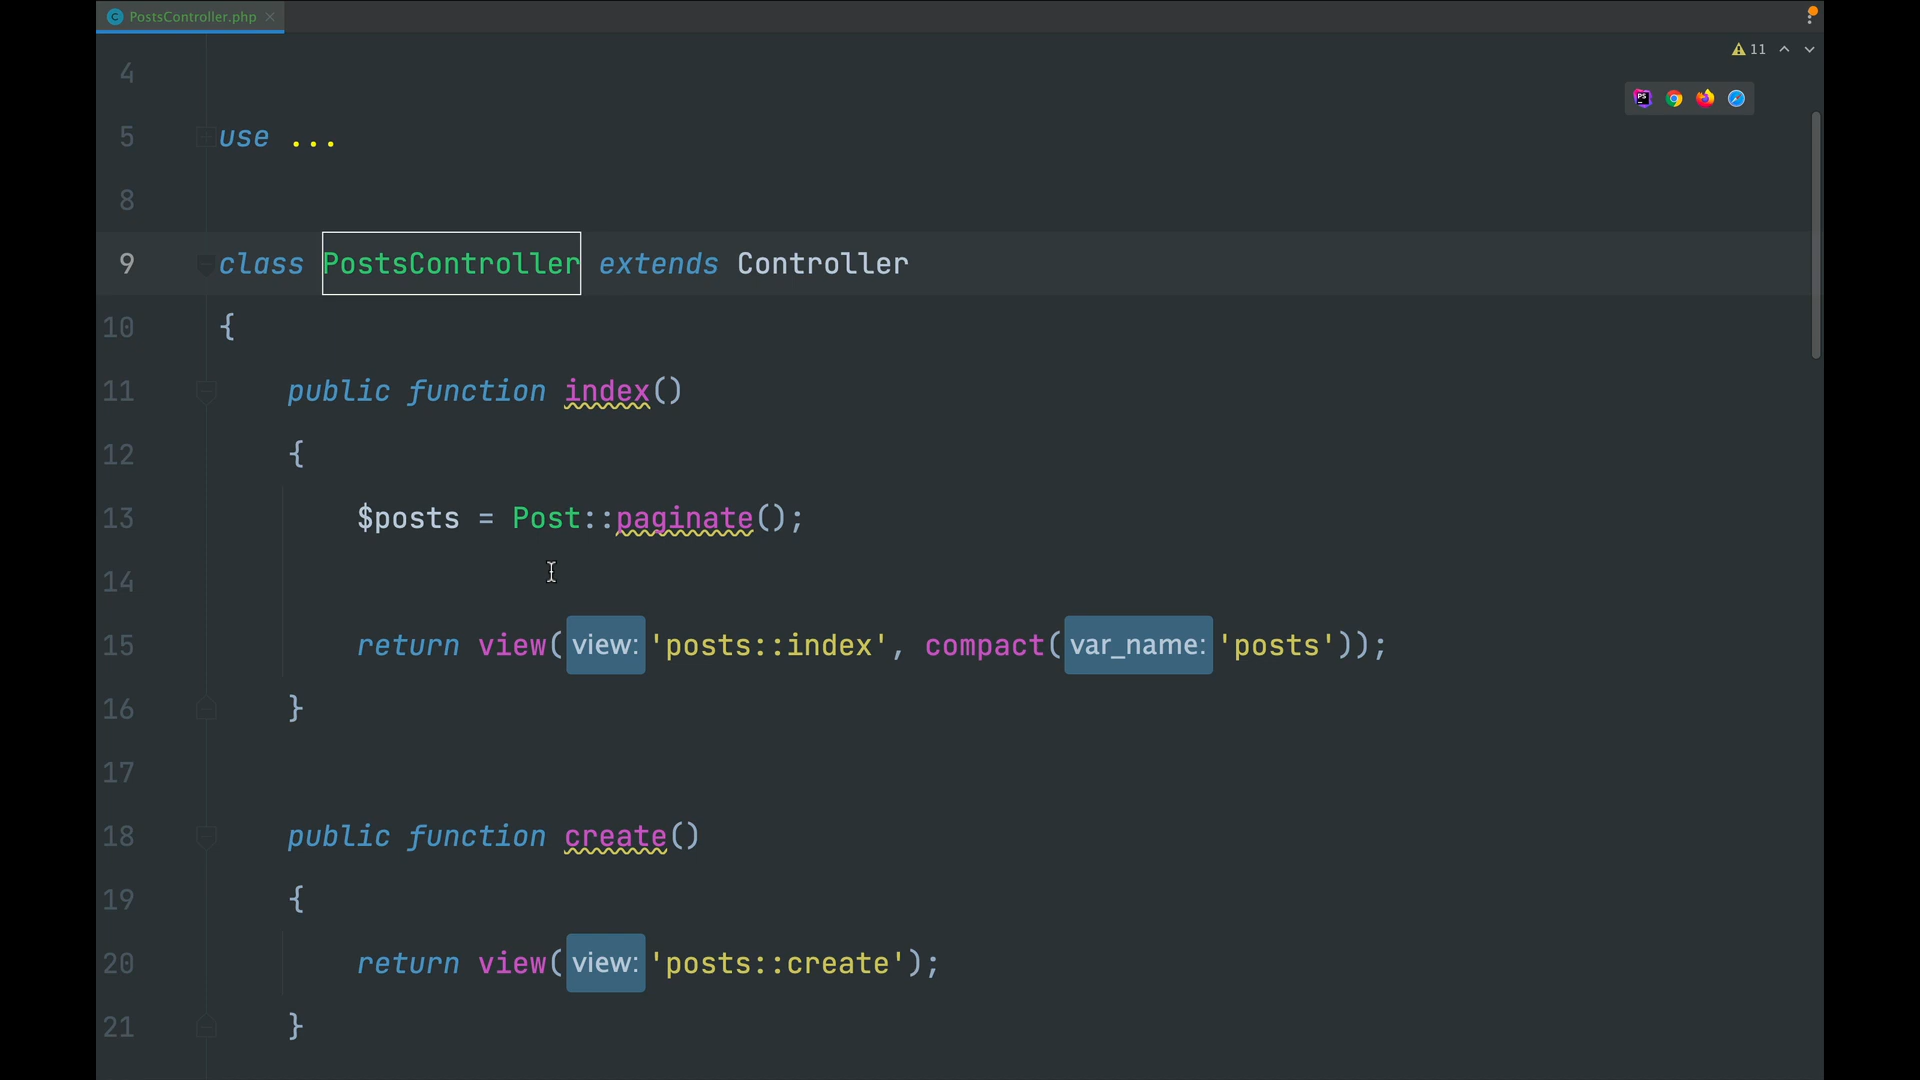 PostsController.php
11
4
5 use ...
8
9 class PostsController extends Controller
10 {
11 public function index()
12 {
13 $posts = Post::paginate();
14
15 return view( view: 'posts::index', compact( var_name: 'posts'));
16 }
17
18 public function create()
19 {
20 return view( view: 'posts::create');
21 }